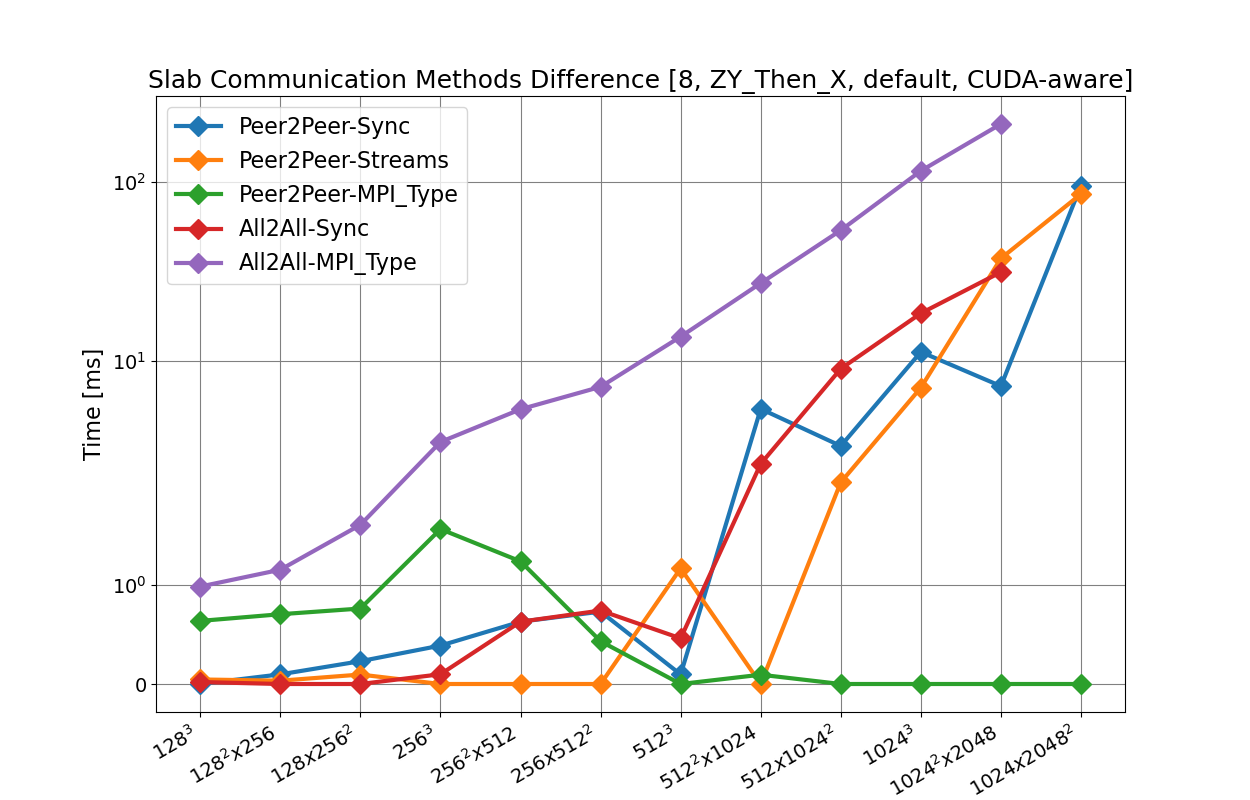 Slab Communication Methods Difference [8, ZY_Then_X, default, CUDA-aware]
Peer2Peer-Sync
Peer2Peer-Streams
Peer2Peer-MPI_Type
All2All-Sync
All2All-MPI_Type
Time [ms]
10²
10¹
10⁰
0
128³
128²x256
128x256²
256³
256²x512
256x512²
512³
512²x1024
512x1024²
1024³
1024²x2048
1024x2048²